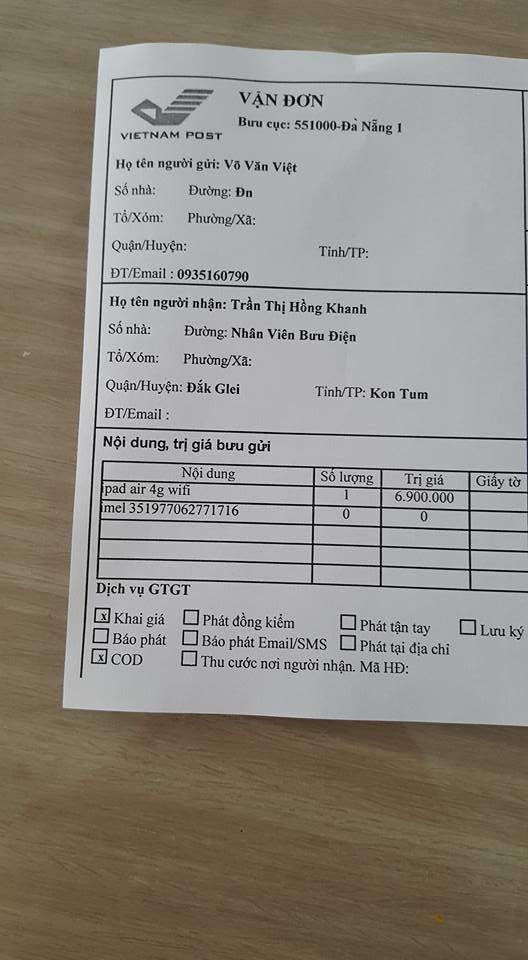 VẬN ĐƠN
VIETNAM POST
Bưu cục: 551000-Đà Nẵng 1
Họ tên người gửi: Võ Văn Việt
Số nhà: Đường: Đn
Tổ/Xóm: Phường/Xã:
Quận/Huyện: Tỉnh/TP:
ĐT/Email : 0935160790
Họ tên người nhận: Trần Thị Hồng Khanh
Số nhà: Đường: Nhân Viên Bưu Điện
Tổ/Xóm: Phường/Xã:
Quận/Huyện: Đắk Glei Tỉnh/TP: Kon Tum
ĐT/Email :
Nội dung, trị giá bưu gửi
Nội dung Số lượng Trị giá Giấy tờ
ipad air 4g wifi 1 6.900.000
imel 351977062771716 0 0
Dịch vụ GTGT
x Khai giá Phát đồng kiểm Phát tận tay Lưu ký
Báo phát Báo phát Email/SMS Phát tại địa chỉ
x COD Thu cước nơi người nhận. Mã HĐ: